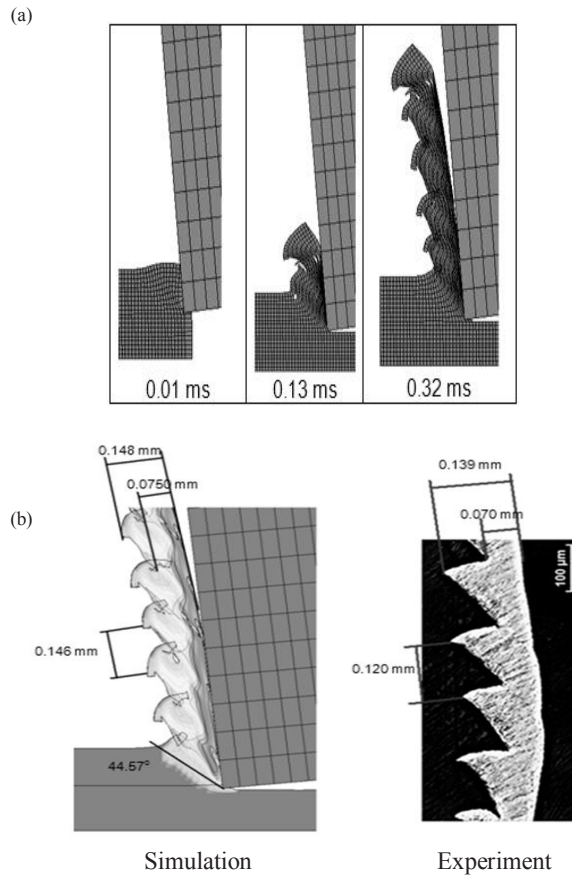 (a)
0.01 ms
0.13 ms
0.32 ms
(b)
0.148 mm
0.0750 mm
0.146 mm
44.57°
0.139 mm
0.070 mm
100 µm
0.120 mm
Simulation
Experiment